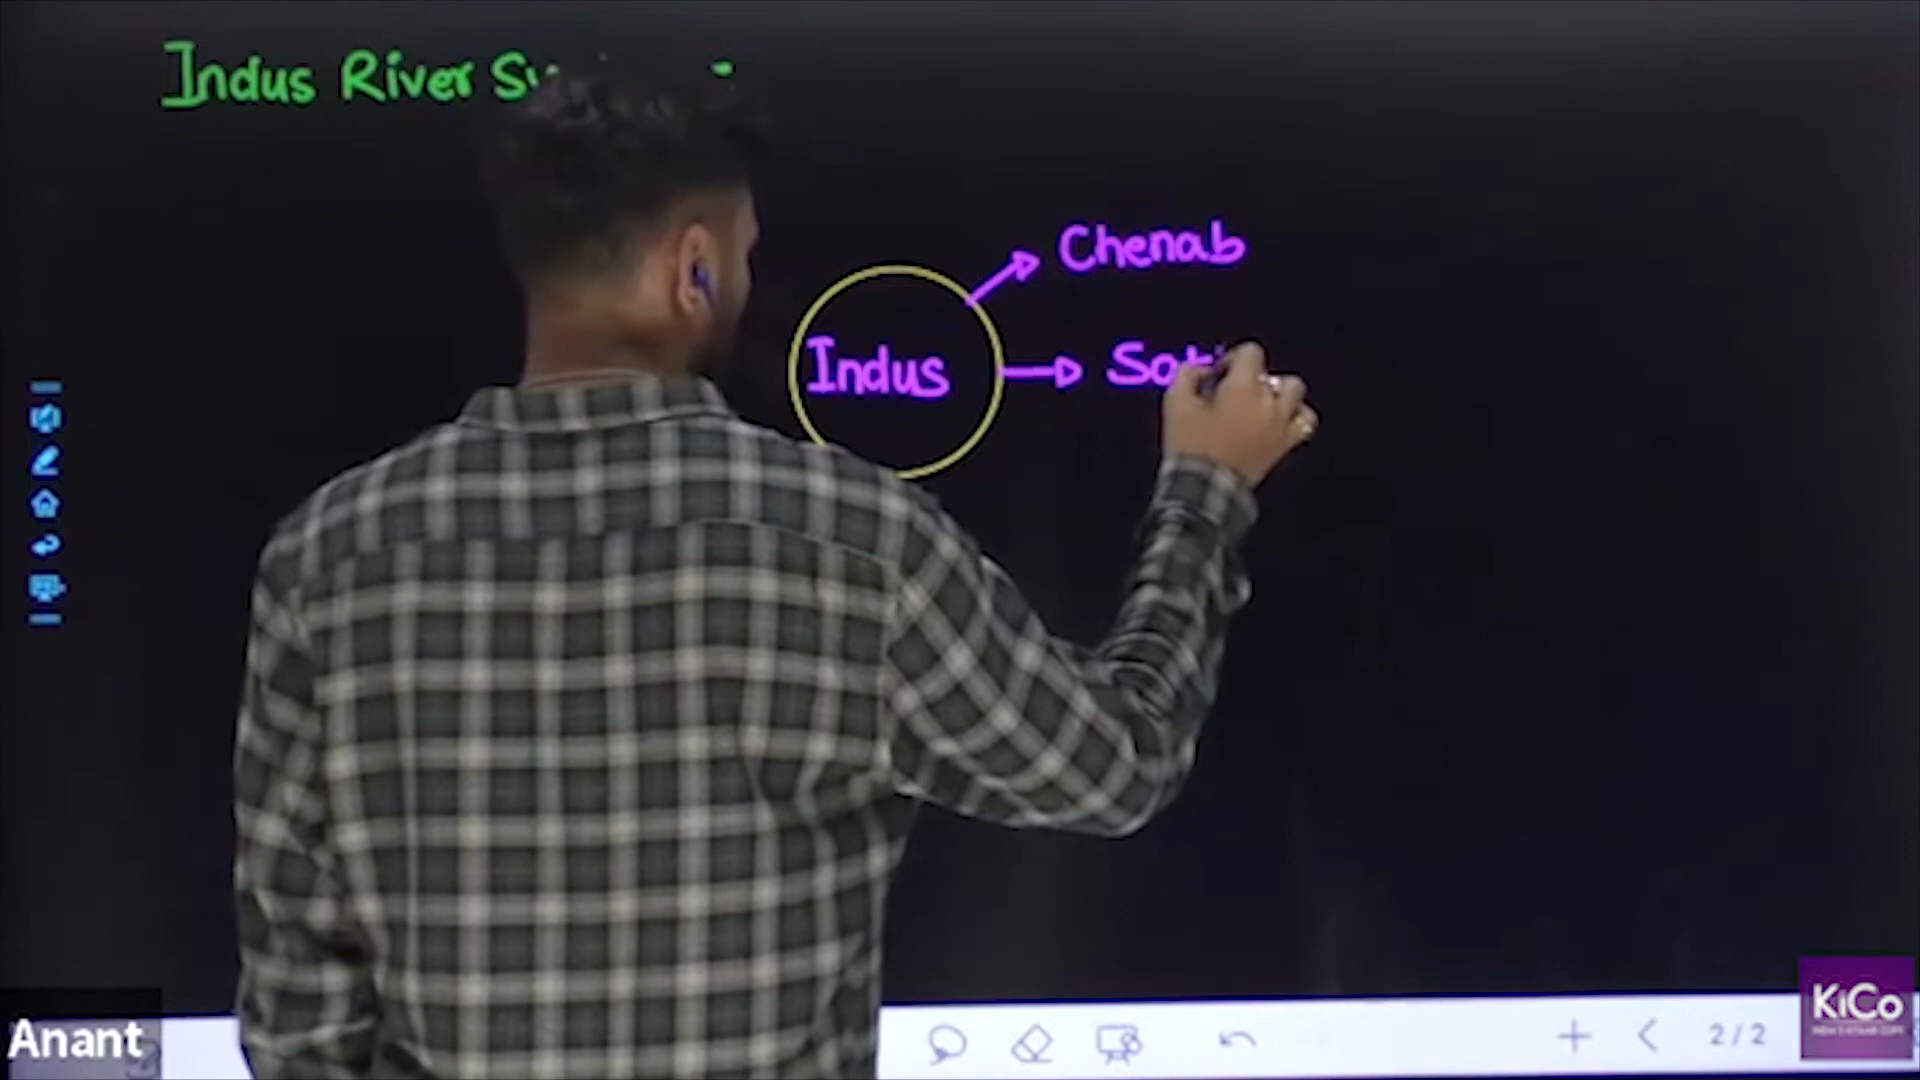 Indus River
Chenab
Indus
Anant
2/2
KiCo